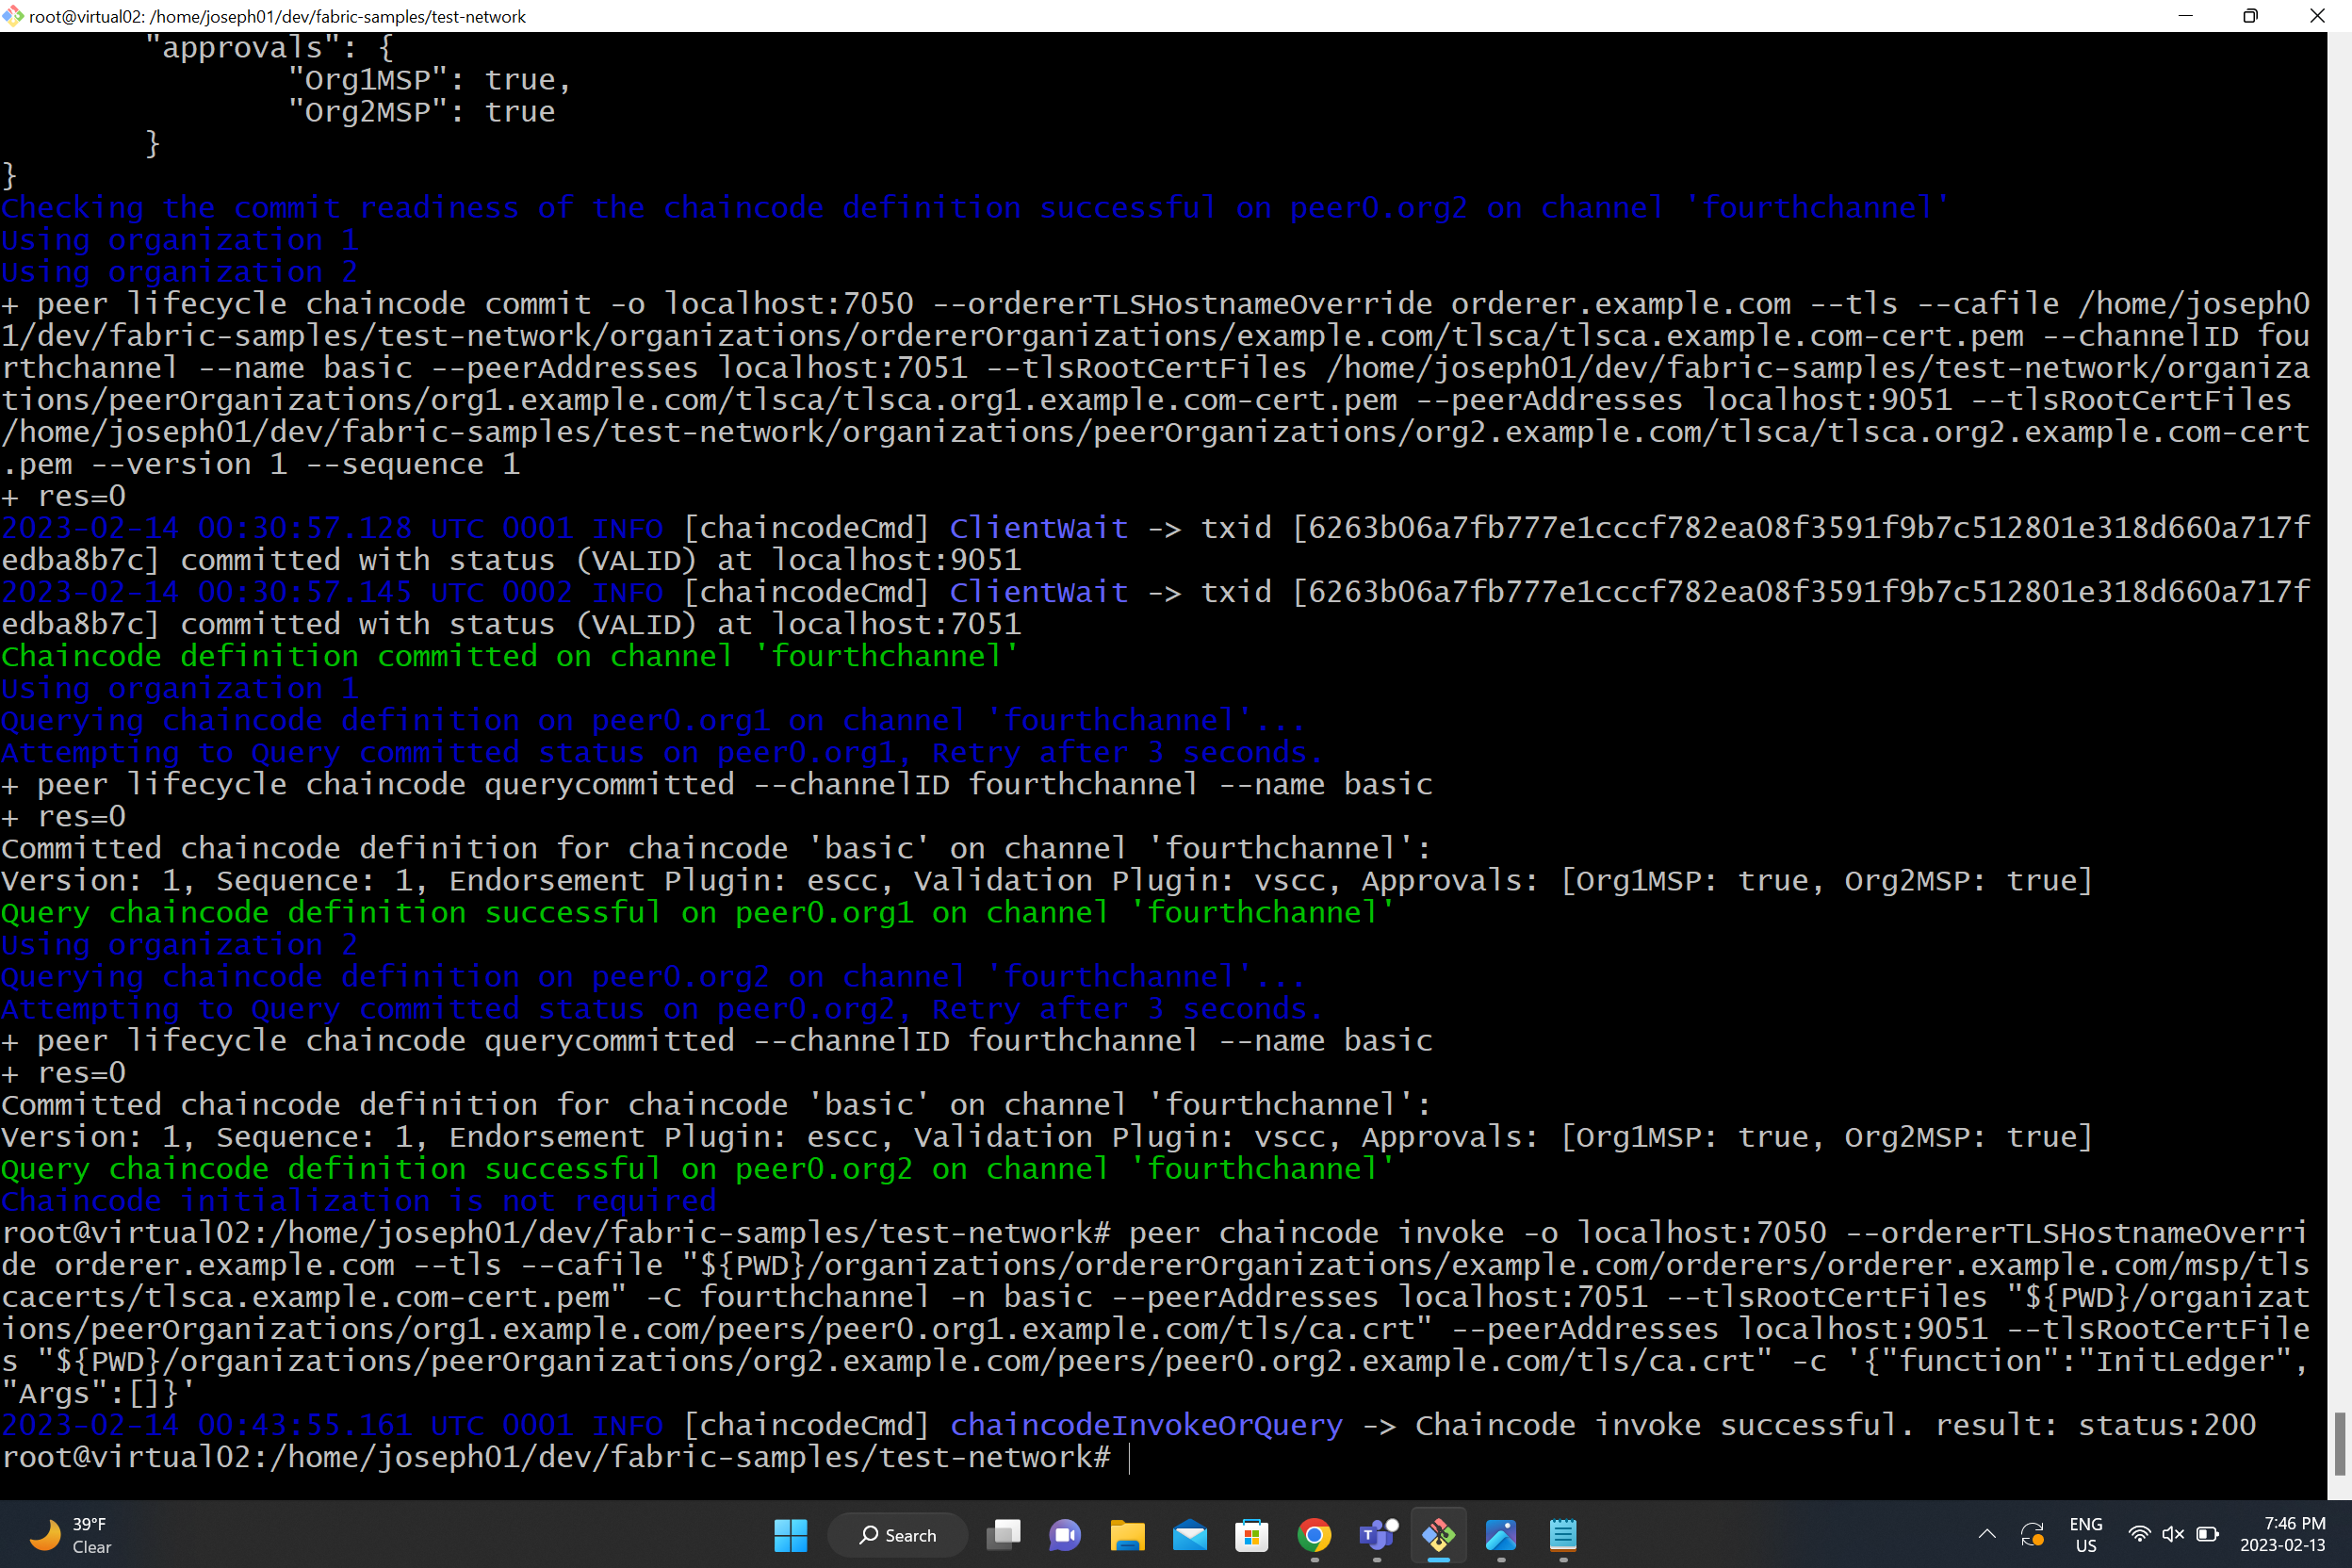 root@virtual02: /home/joseph01/dev/fabric-samples/test-network
"approvals": {
"Org1MSP": true,
"Org2MSP": true
}
}
Checking the commit readiness of the chaincode definition successful on peer0.org2 on channel 'fourthchannel'
Using organization 1
Using organization 2
+ peer lifecycle chaincode commit -o localhost:7050 --ordererTLSHostnameOverride orderer.example.com --tls --cafile /home/joseph0
1/dev/fabric-samples/test-network/organizations/ordererOrganizations/example.com/tlsca/tlsca.example.com-cert.pem --channelID fou
rthchannel --name basic --peerAddresses localhost:7051 --tlsRootCertFiles /home/joseph01/dev/fabric-samples/test-network/organiza
tions/peerOrganizations/org1.example.com/tlsca/tlsca.org1.example.com-cert.pem --peerAddresses localhost:9051 --tlsRootCertFiles
/home/joseph01/dev/fabric-samples/test-network/organizations/peerOrganizations/org2.example.com/tlsca/tlsca.org2.example.com-cert
.pem --version 1 --sequence 1
+ res=0
2023-02-14 00:30:57.128 UTC 0001 INFO [chaincodeCmd] ClientWait -> txid [6263b06a7fb777e1cccf782ea08f3591f9b7c512801e318d660a717f
edba8b7c] committed with status (VALID) at localhost:9051
2023-02-14 00:30:57.145 UTC 0002 INFO [chaincodeCmd] ClientWait -> txid [6263b06a7fb777e1cccf782ea08f3591f9b7c512801e318d660a717f
edba8b7c] committed with status (VALID) at localhost:7051
Chaincode definition committed on channel 'fourthchannel'
Using organization 1
Querying chaincode definition on peer0.org1 on channel 'fourthchannel'...
Attempting to Query committed status on peer0.org1, Retry after 3 seconds.
+ peer lifecycle chaincode querycommitted --channelID fourthchannel --name basic
+ res=0
Committed chaincode definition for chaincode 'basic' on channel 'fourthchannel':
Version: 1, Sequence: 1, Endorsement Plugin: escc, Validation Plugin: vscc, Approvals: [Org1MSP: true, Org2MSP: true]
Query chaincode definition successful on peer0.org1 on channel 'fourthchannel'
Using organization 2
Querying chaincode definition on peer0.org2 on channel 'fourthchannel'...
Attempting to Query committed status on peer0.org2, Retry after 3 seconds.
+ peer lifecycle chaincode querycommitted --channelID fourthchannel --name basic
+ res=0
Committed chaincode definition for chaincode 'basic' on channel 'fourthchannel':
Version: 1, Sequence: 1, Endorsement Plugin: escc, Validation Plugin: vscc, Approvals: [Org1MSP: true, Org2MSP: true]
Query chaincode definition successful on peer0.org2 on channel 'fourthchannel'
Chaincode initialization is not required
root@virtual02:/home/joseph01/dev/fabric-samples/test-network# peer chaincode invoke -o localhost:7050 --ordererTLSHostnameOverri
de orderer.example.com --tls --cafile "${PWD}/organizations/ordererOrganizations/example.com/orderers/orderer.example.com/msp/tls
cacerts/tlsca.example.com-cert.pem" -C fourthchannel -n basic --peerAddresses localhost:7051 --tlsRootCertFiles "${PWD}/organizat
ions/peerOrganizations/org1.example.com/peers/peer0.org1.example.com/tls/ca.crt" --peerAddresses localhost:9051 --tlsRootCertFile
s "${PWD}/organizations/peerOrganizations/org2.example.com/peers/peer0.org2.example.com/tls/ca.crt" -c '{"function":"InitLedger",
"Args":[]}'
2023-02-14 00:43:55.161 UTC 0001 INFO [chaincodeCmd] chaincodeInvokeOrQuery -> Chaincode invoke successful. result: status:200
root@virtual02:/home/joseph01/dev/fabric-samples/test-network#
39°F
Clear
Search
ENG
US
7:46 PM
2023-02-13